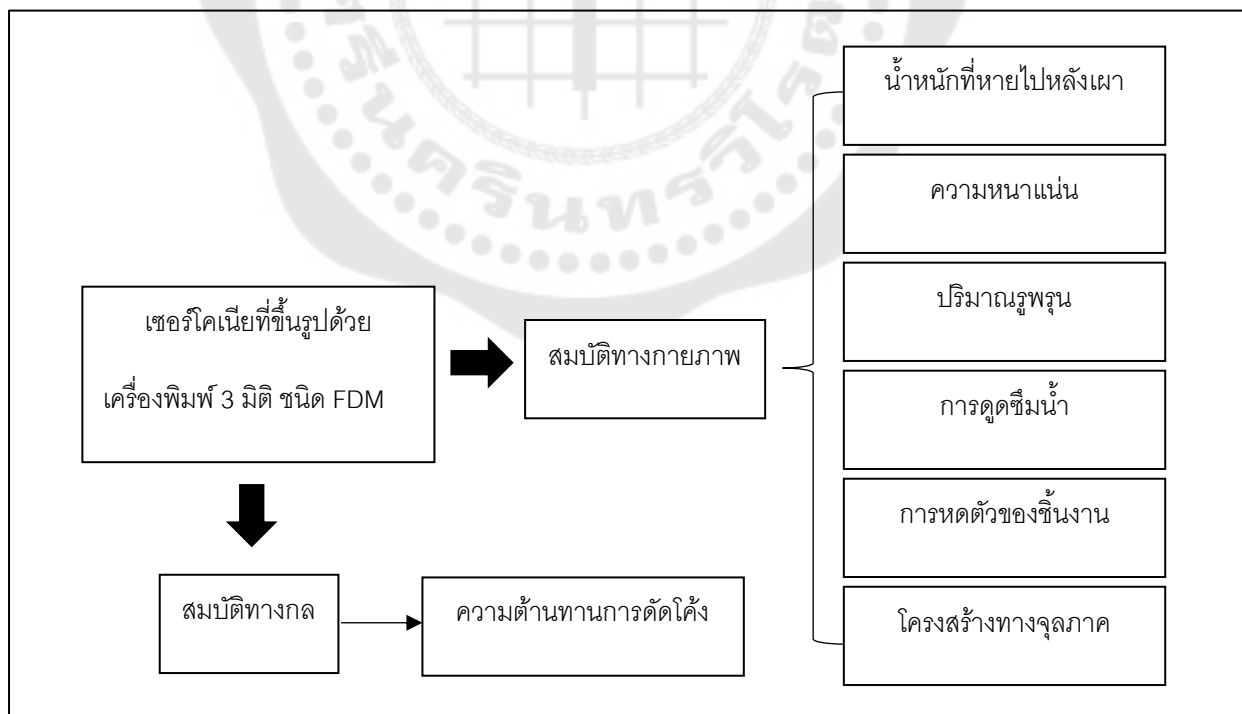 น้ำหนักที่หายไปหลังเผา
ความหนาแน่น
ปริมาณรูพรุน
เซอร์โคเนียที่ขึ้นรูปด้วย
เครื่องพิมพ์ 3 มิติ ชนิด FDM
สมบัติทางกายภาพ
การดูดซึมน้ำ
การหดตัวของชิ้นงาน
สมบัติทางกล
ความต้านทานการดัดโค้ง
โครงสร้างทางจุลภาค